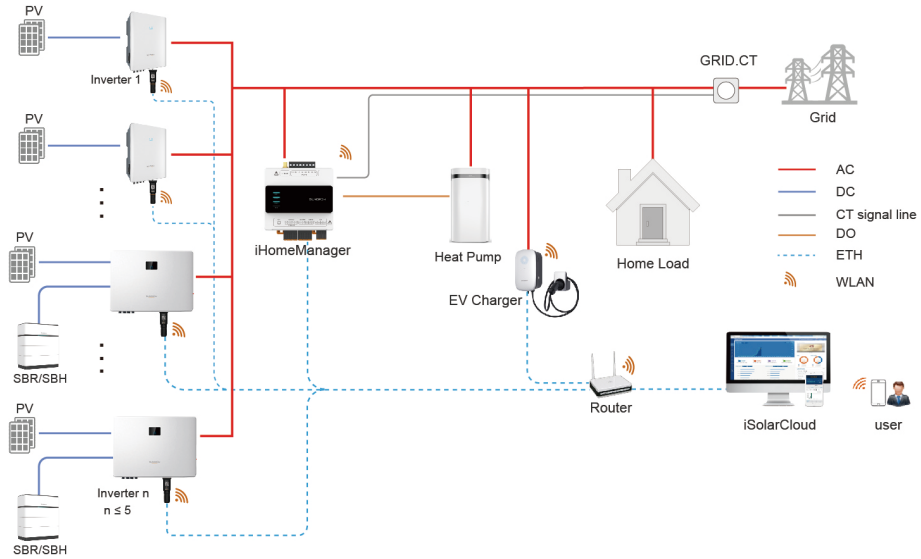 PV
Inverter 1
PV
PV
SBR/SBH
PV
Inverter n
n ≤ 5
SBR/SBH
iHomeManager
Heat Pump
EV Charger
Home Load
GRID.CT
Grid
AC
DC
CT signal line
DO
ETH
WLAN
Router
iSolarCloud
user